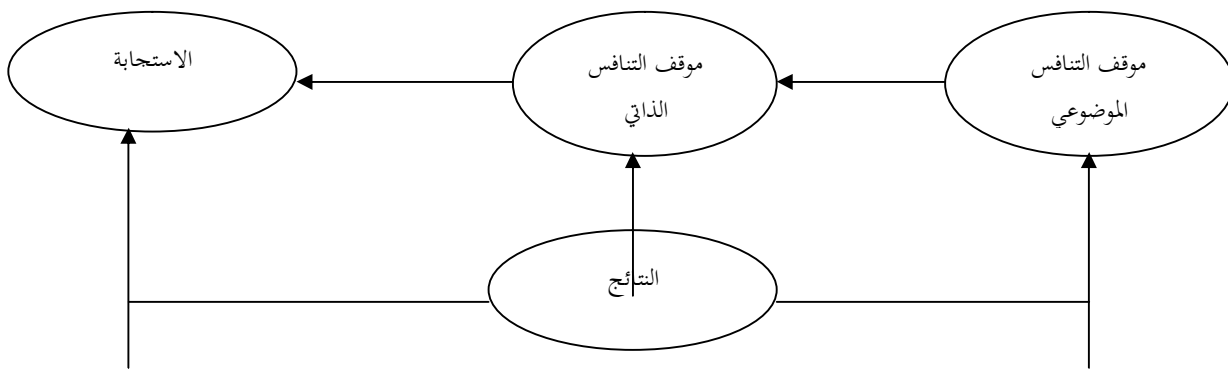 موقف التنافس
الموضوعي
موقف التنافس
الذاتي
الاستجابة
النتائج